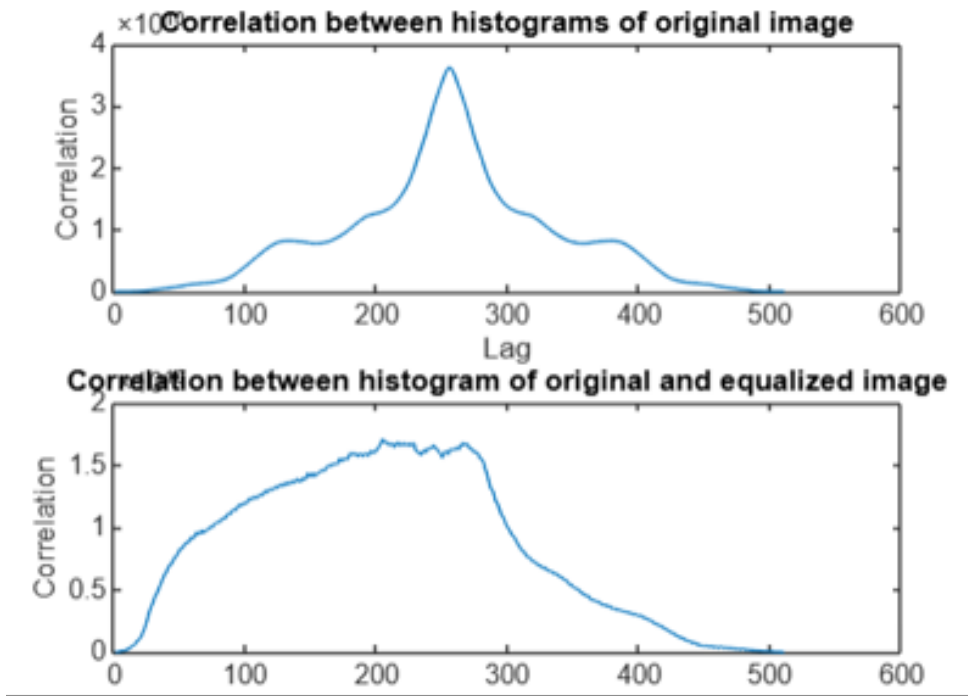 ×10
Correlation between histograms of original image
4
3
2
1
0
Correlation
0 100 200 300 400 500 600
Lag
Correlation between histogram of original and equalized image
2
1.5
1
0.5
0
Correlation
0 100 200 300 400 500 600